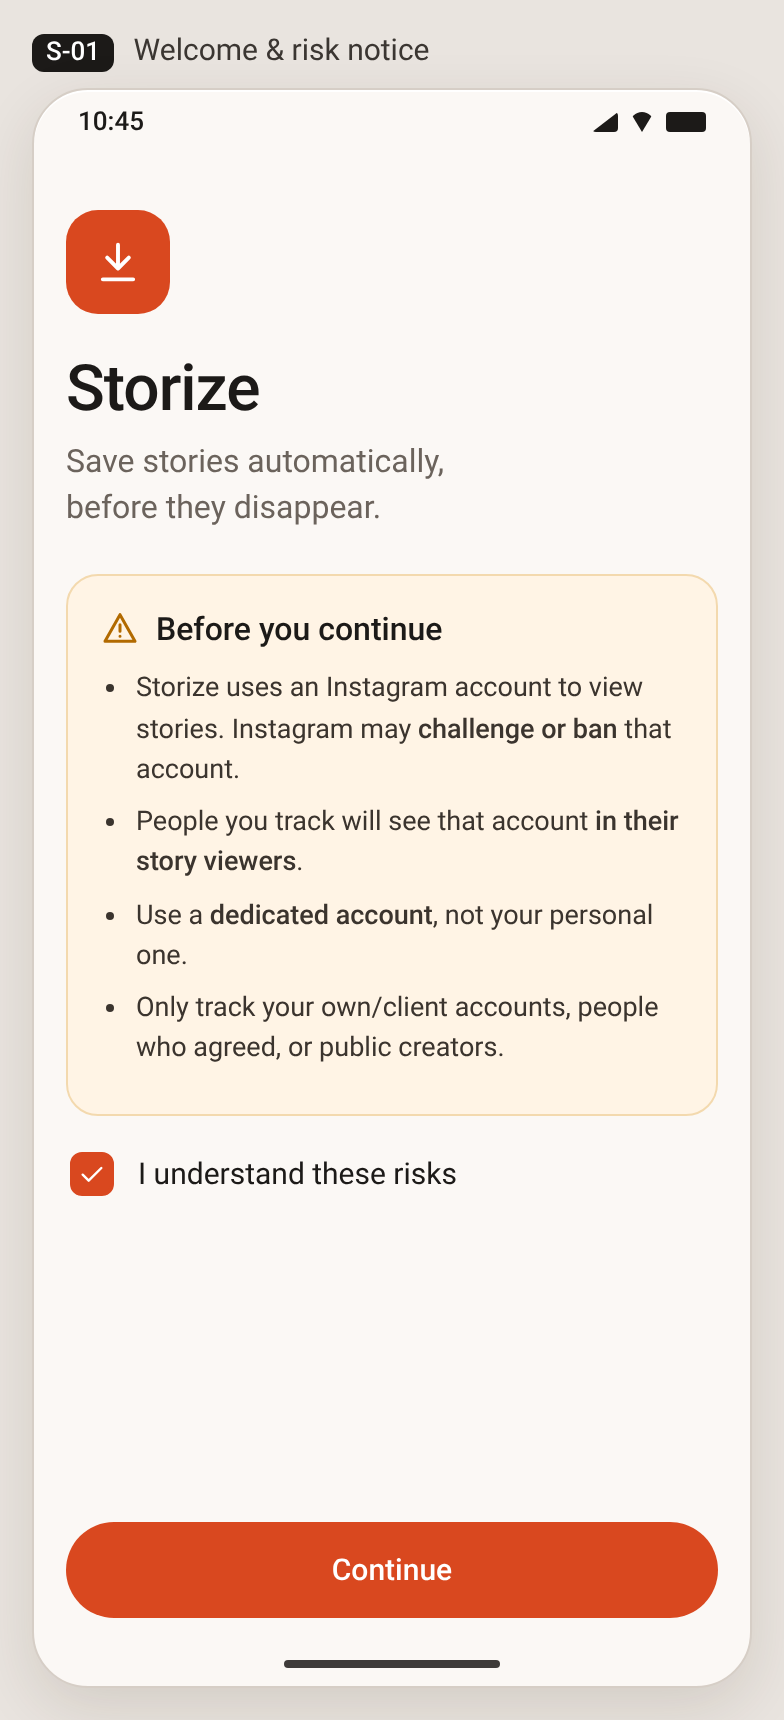 S-01 Welcome & risk notice
10:45
Storize
Save stories automatically,
before they disappear.
Before you continue
• Storize uses an Instagram account to view
stories. Instagram may challenge or ban that
account.
• People you track will see that account in their
story viewers.
• Use a dedicated account, not your personal
one.
• Only track your own/client accounts, people
who agreed, or public creators.
I understand these risks
Continue